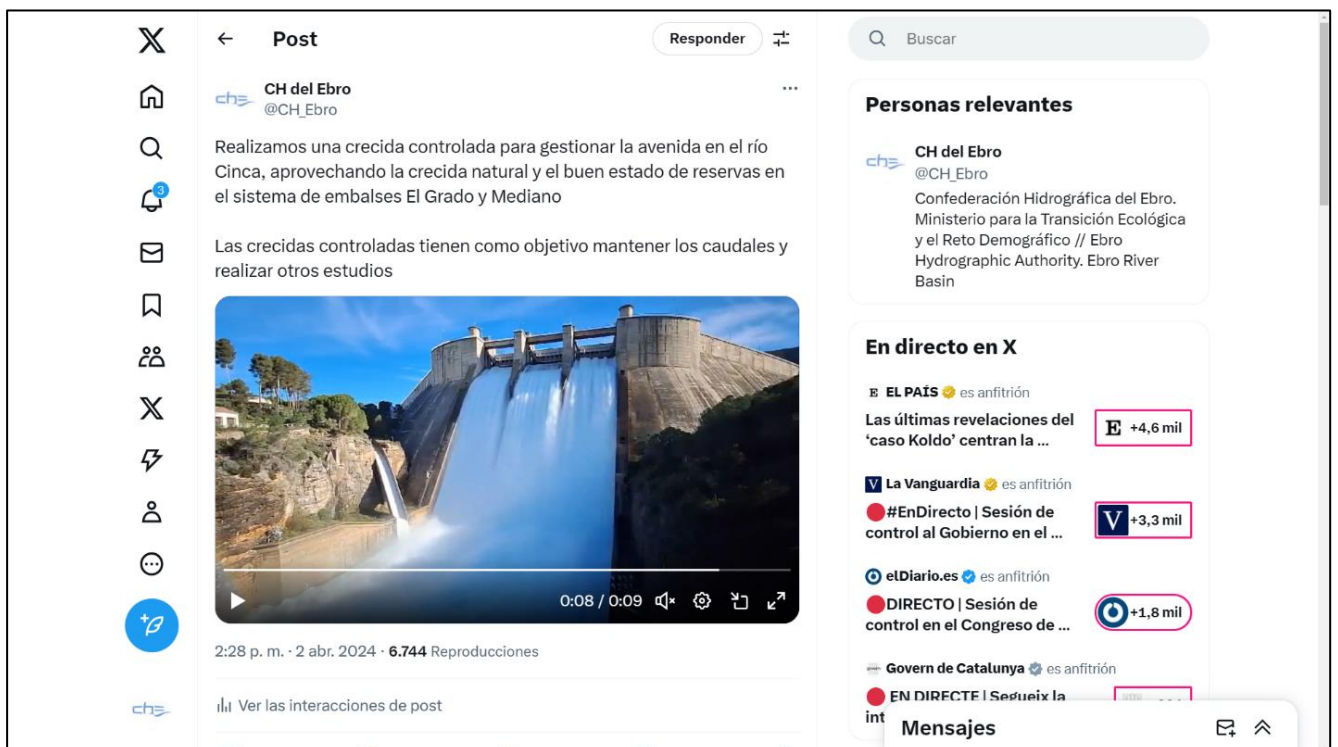 Post
Responder
CH del Ebro
@CH_Ebro
Realizamos una crecida controlada para gestionar la avenida en el río
Cinca, aprovechando la crecida natural y el buen estado de reservas en
el sistema de embalses El Grado y Mediano
Las crecidas controladas tienen como objetivo mantener los caudales y
realizar otros estudios
0:08 / 0:09
2:28 p. m. · 2 abr. 2024 · 6.744 Reproducciones
Ver las interacciones de post
3
che
Buscar
Personas relevantes
che
CH del Ebro
@CH_Ebro
Confederación Hidrográfica del Ebro.
Ministerio para la Transición Ecológica
y el Reto Demográfico // Ebro
Hydrographic Authority. Ebro River
Basin
En directo en X
E EL PAÍS es anfitrión
Las últimas revelaciones del
‘caso Koldo’ centran la ...
E +4,6 mil
V La Vanguardia es anfitrión
#EnDirecto | Sesión de
control al Gobierno en el ...
V +3,3 mil
elDiario.es es anfitrión
DIRECTO | Sesión de
control en el Congreso de ...
+1,8 mil
Govern de Catalunya es anfitrión
EN DIRECTE | Segueix la
int
Mensajes
che